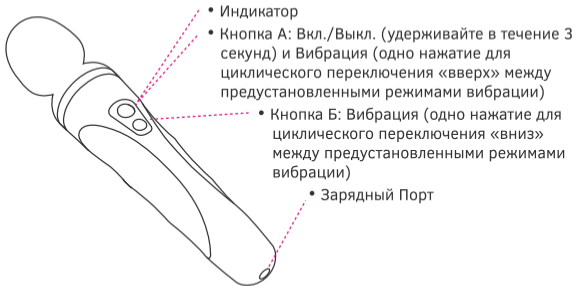 • Индикатор
• Кнопка А: Вкл./Выкл. (удерживайте в течение 3
секунд) и Вибрация (одно нажатие для
циклического переключения «вверх» между
предустановленными режимами вибрации)
• Кнопка Б: Вибрация (одно нажатие для
циклического переключения «вниз»
между предустановленными режимами
вибрации)
• Зарядный Порт